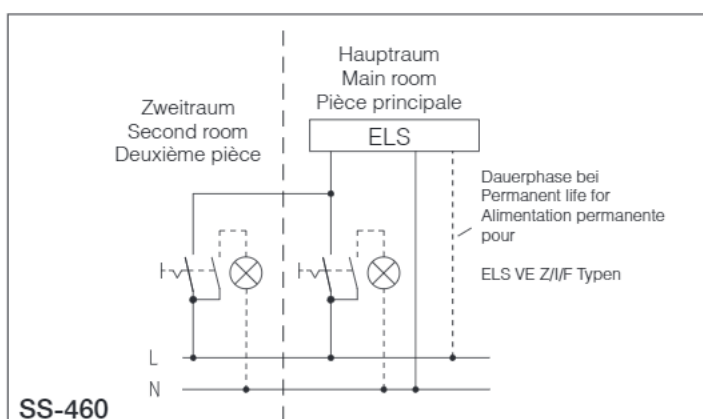 Hauptraum
Main room
Pièce principale
Zweitraum
Second room
Deuxième pièce
ELS
Dauerphase bei
Permanent life for
Alimentation permanente
pour
ELS VE Z/I/F Typen
L
N
SS-460